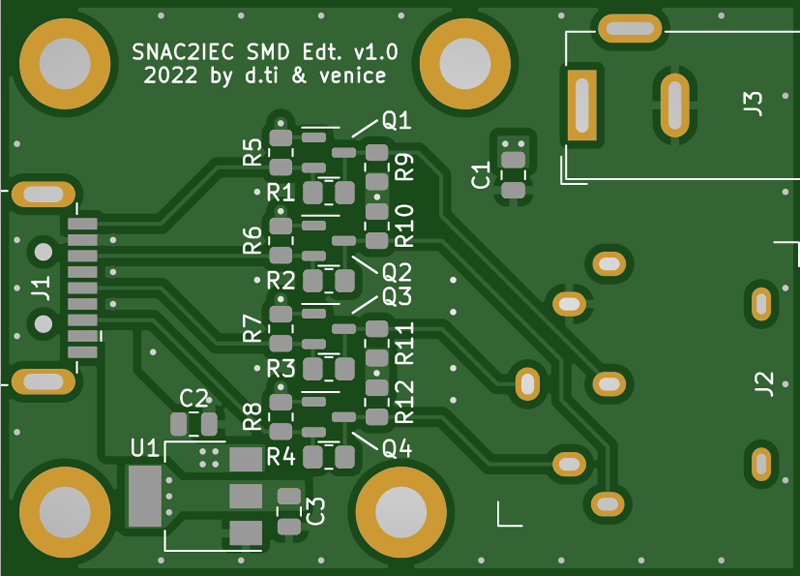 SNAC2IEC SMD Edt. v1.0
2022 by d.ti & venice
Q1
J3
R5
R9
C1
R1
R10
R6
J1
R2
Q2
Q3
R7
R11
R3
J2
C2
R8
R12
U1
R4
Q4
C3